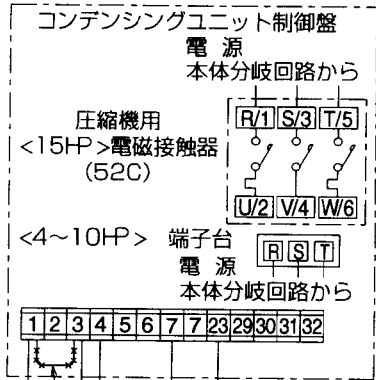 コンデンシングユニット制御盤
電 源
本体分岐回路から
R/1 S/3 T/5
圧縮機用
<15HP>電磁接触器
(52C)
U/2 V/4 W/6
<4～10HP> 端子台 R S T
電 源
本体分岐回路から
1 2 3 4 5 6 7 7 23 29 30 31 32